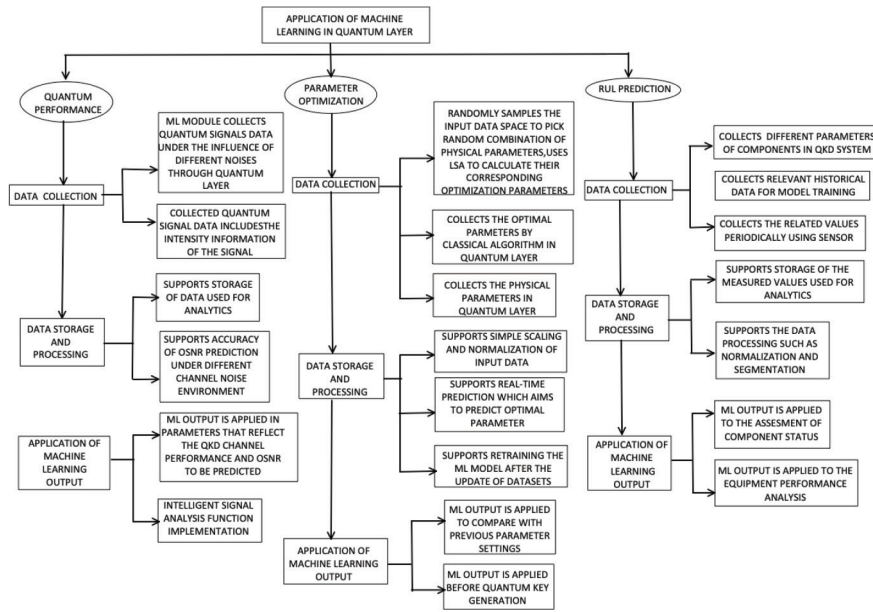 APPLICATION OF MACHINE
LEARNING IN QUANTUM LAYER
QUANTUM
PERFORMANCE
ML MODULE COLLECTS
QUANTUM SIGNALS DATA
UNDER THE INFLUENCE OF
DIFFERENT NOISES THROUGH
QUANTUM LAYER
DATA COLLECTION
COLLECTED QUANTUM
SIGNAL DATA INCLUDESTHE
INTENSITY INFORMATION
OF THE SIGNAL
SUPPORTS STORAGE
OF DATA USED FOR
ANALYTICS
DATA STORAGE
AND
PROCESSING
SUPPORTS ACCURACY
OF OSNR PREDICTION
UNDER DIFFERENT
CHANNEL NOISE
ENVIRONMENT
ML OUTPUT IS APPLIED IN
PARAMETERS THAT REFLECT
THE QKD CHANNEL
PERFORMANCE AND OSNR
TO BE PREDICTED
APPLICATION OF
MACHINE
LEARNING
OUTPUT
INTELLIGENT SIGNAL
ANALYSIS FUNCTION
IMPLEMENTATION
PARAMETER
OPTIMIZATION
RANDOMLY SAMPLES THE
INPUT DATA SPACE TO PICK
RANDOM COMBINATION OF
PHYSICAL PARAMETERS,USES
LSA TO CALCULATE THEIR
CORRESPONDING
OPTIMIZATION PARAMETERS
DATA COLLECTION
COLLECTS THE OPTIMAL
PARMETERS BY
CLASSICAL ALGORITHM IN
QUANTUM LAYER
COLLECTS THE PHYSICAL
PARAMETERS IN
QUANTUM LAYER
SUPPORTS SIMPLE SCALING
AND NORMALIZATION OF
INPUT DATA
DATA STORAGE
AND
PROCESSING
SUPPORTS REAL-TIME
PREDICTION WHICH AIMS
TO PREDICT OPTIMAL
PARAMETER
SUPPORTS RETRAINING THE
ML MODEL AFTER THE
UPDATE OF DATASETS
ML OUTPUT IS APPLIED
TO COMPARE WITH
PREVIOUS PARAMETER
SETTINGS
APPLICATION OF
MACHINE LEARNING
OUTPUT
ML OUTPUT IS APPLIED
BEFORE QUANTUM KEY
GENERATION
RUL PREDICTION
COLLECTS DIFFERENT PARAMETERS
OF COMPONENTS IN QKD SYSTEM
DATA COLLECTION
COLLECTS RELEVANT HISTORICAL
DATA FOR MODEL TRAINING
COLLECTS THE RELATED VALUES
PERIODICALLY USING SENSOR
SUPPORTS STORAGE OF THE
MEASURED VALUES USED FOR
ANALYTICS
DATA STORAGE
AND
PROCESSING
SUPPORTS THE DATA
PROCESSING SUCH AS
NORMALIZATION AND
SEGMENTATION
ML OUTPUT IS APPLIED
TO THE ASSESMENT OF
COMPONENT STATUS
APPLICATION OF
MACHINE LEARNING
OUTPUT
ML OUTPUT IS APPLIED TO THE
EQUIPMENT PERFORMANCE
ANALYSIS